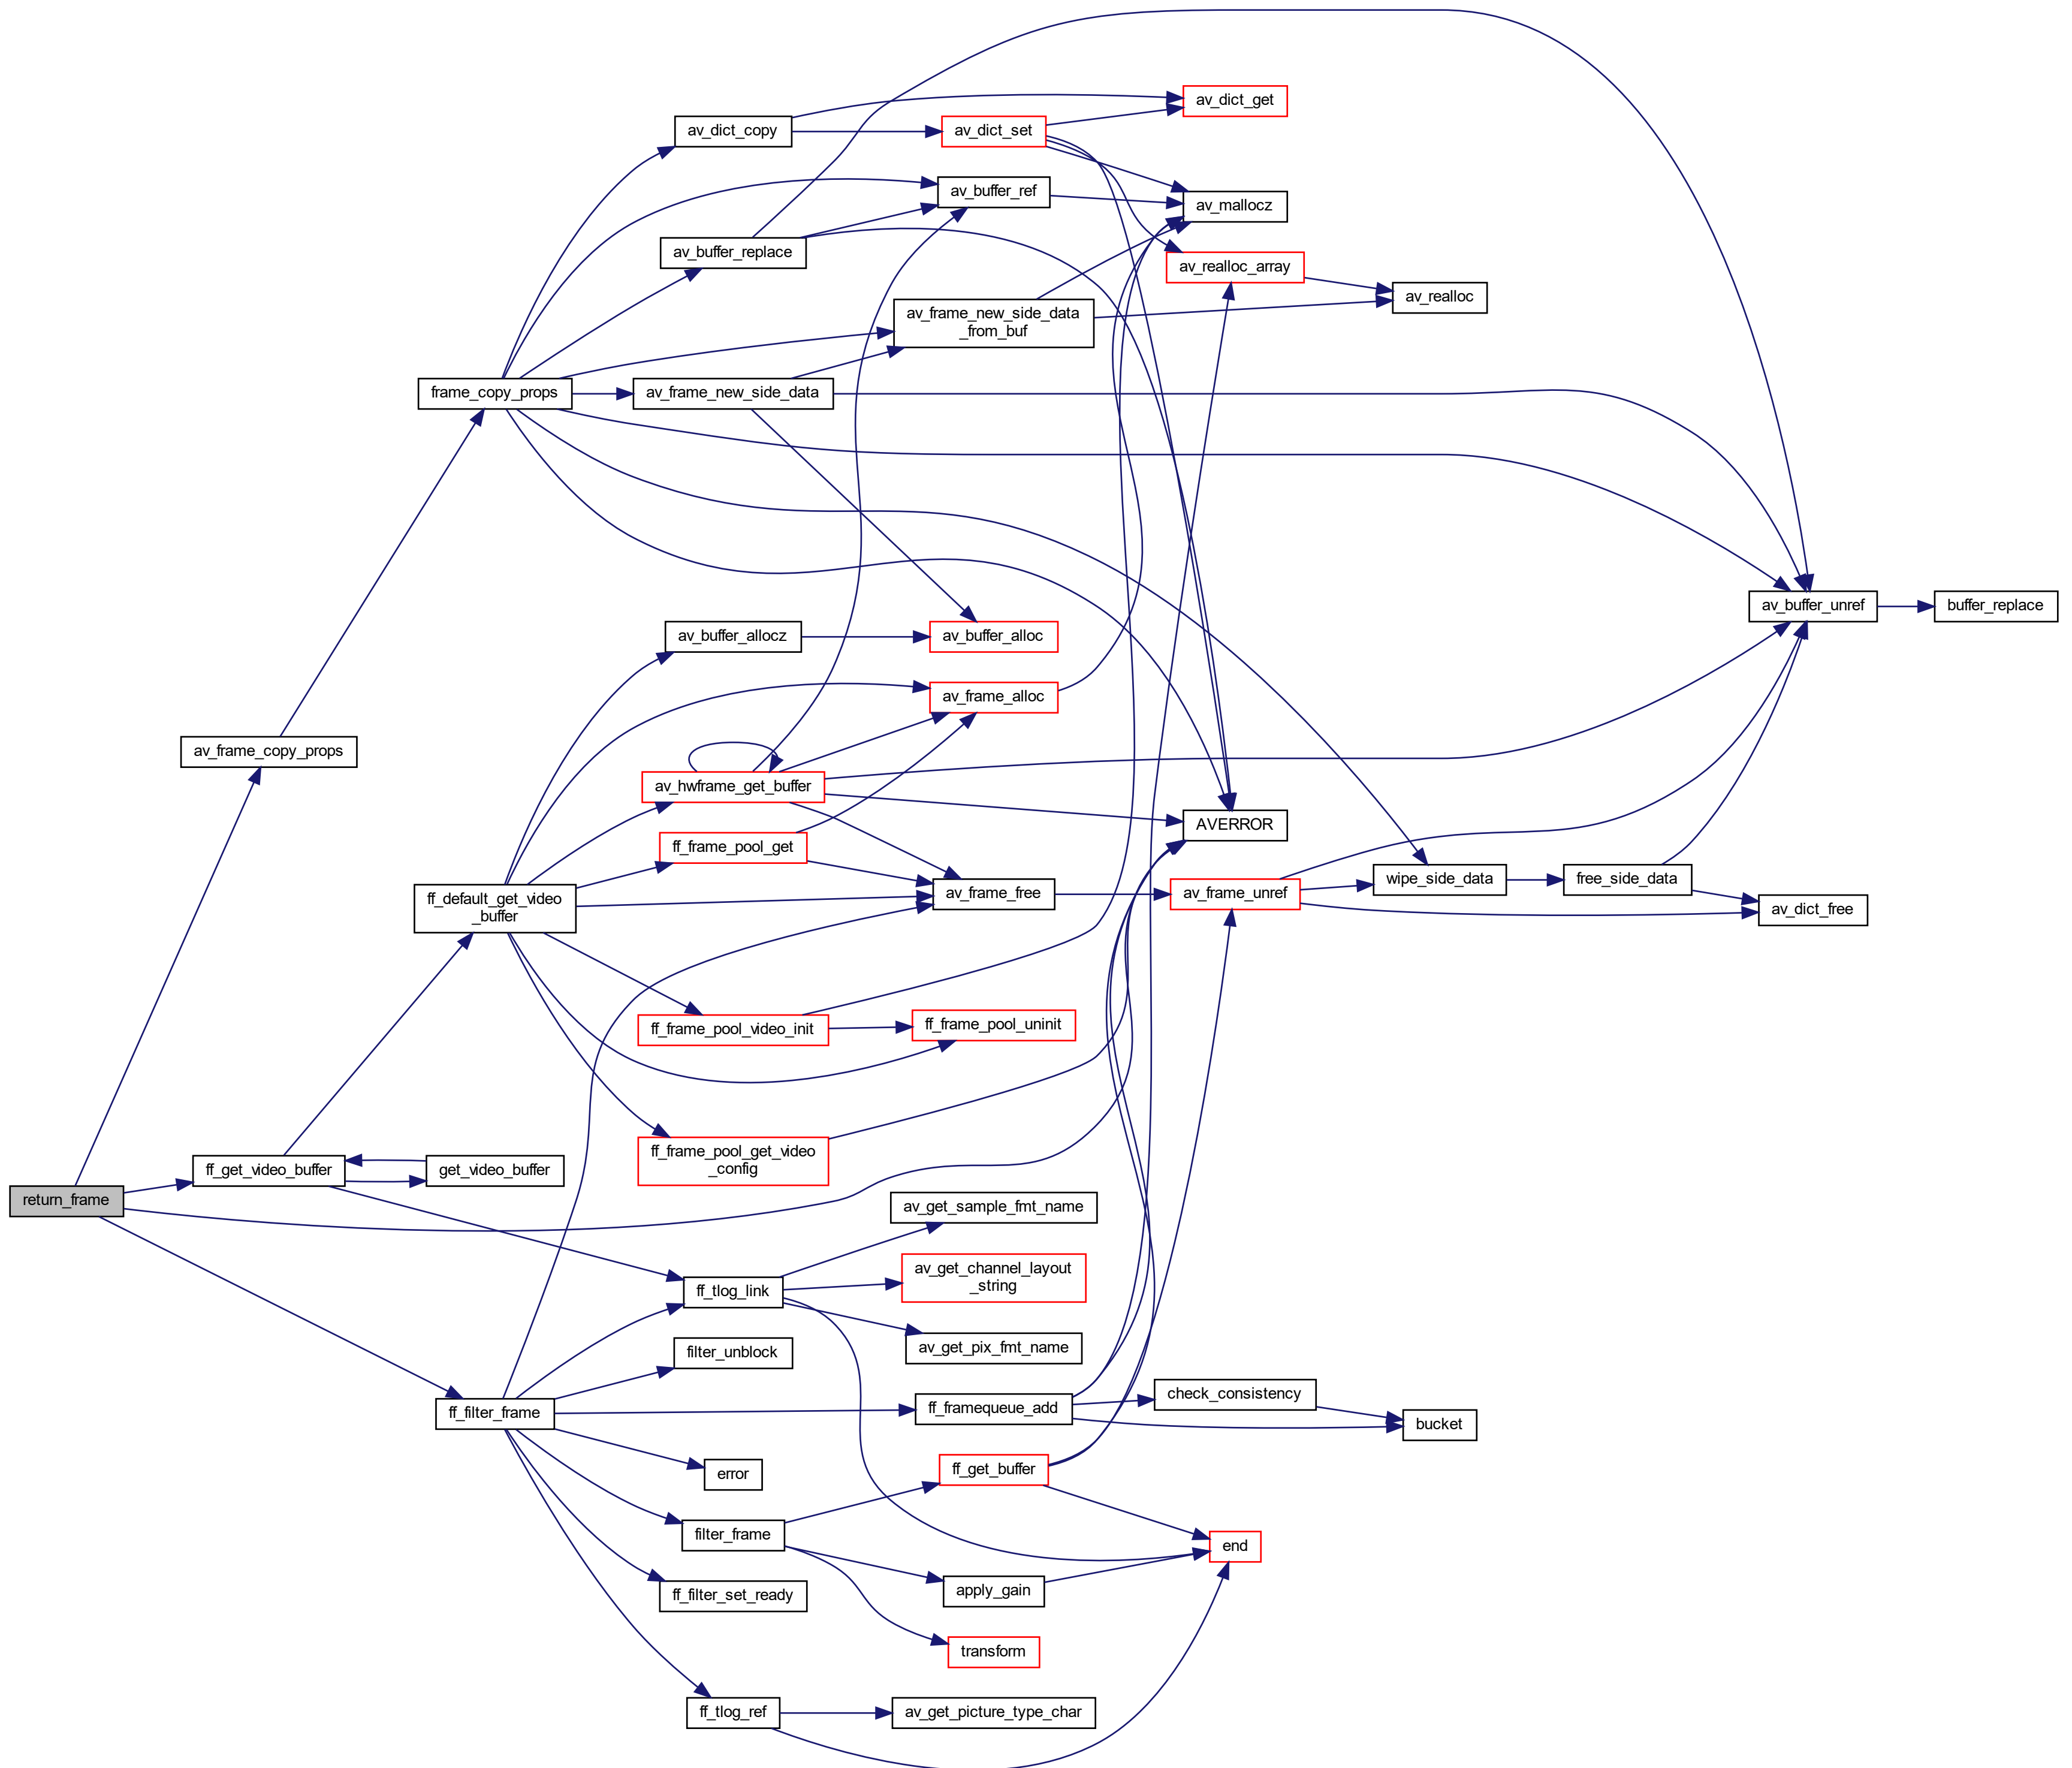 return_frame
av_frame_copy_props
ff_get_video_buffer
frame_copy_props
ff_default_get_video
_buffer
get_video_buffer
ff_filter_frame
av_dict_copy
av_buffer_replace
av_frame_new_side_data
av_buffer_allocz
av_hwframe_get_buffer
ff_frame_pool_get
ff_frame_pool_video_init
ff_frame_pool_get_video
_config
ff_tlog_link
filter_unblock
error
filter_frame
ff_filter_set_ready
ff_tlog_ref
av_dict_set
av_buffer_ref
av_frame_new_side_data
_from_buf
av_buffer_alloc
av_frame_alloc
av_frame_free
ff_frame_pool_uninit
av_get_sample_fmt_name
av_get_channel_layout
_string
av_get_pix_fmt_name
ff_framequeue_add
ff_get_buffer
apply_gain
transform
av_get_picture_type_char
av_dict_get
av_mallocz
av_realloc_array
AVERROR
av_frame_unref
check_consistency
end
av_realloc
wipe_side_data
bucket
free_side_data
av_buffer_unref
av_dict_free
buffer_replace